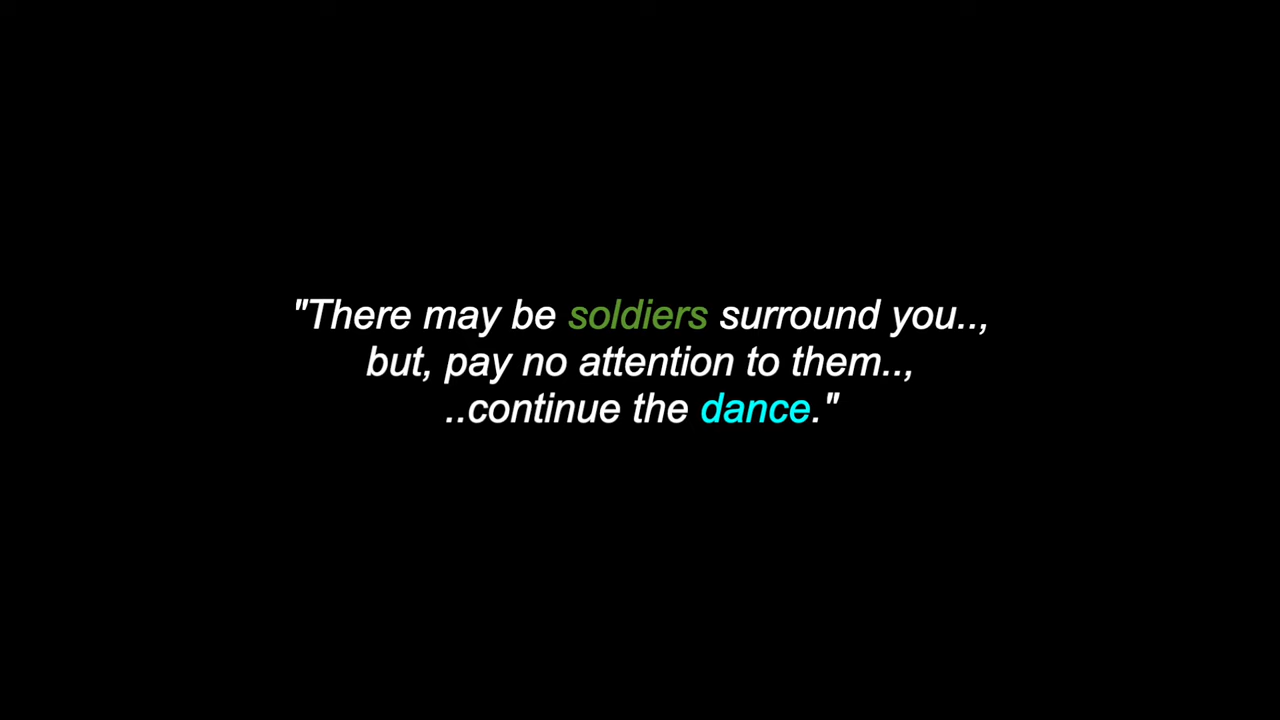 "There may be soldiers surround you..,
but, pay no attention to them..,
..continue the dance."